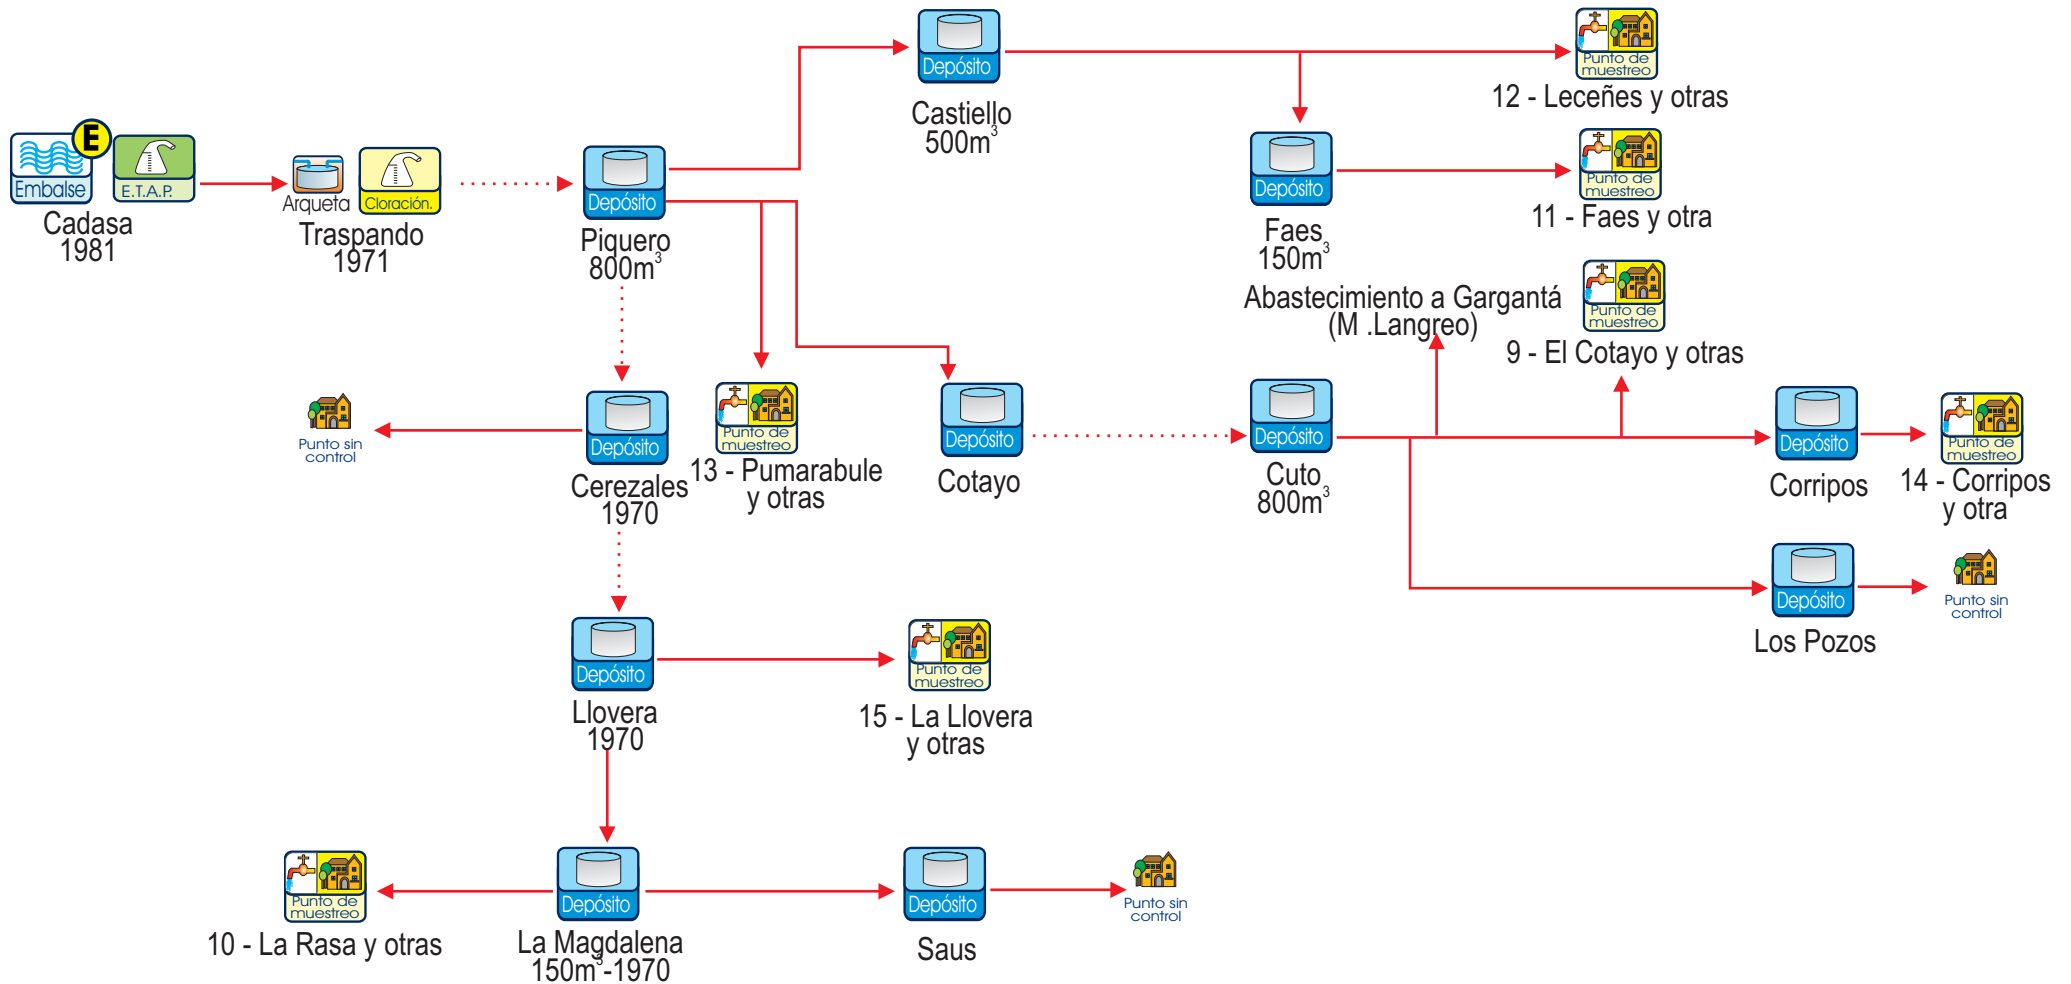 Depósito
Castiello
500m³
Punto de
muestreo
12 - Leceñes y otras
E
Embalse
E.T.A.P.
Cadasa
1981
Arqueta
Cloración.
Traspando
1971
Depósito
Piquero
800m³
Depósito
Faes
150m³
Punto de
muestreo
11 - Faes y otra
Abastecimiento a Gargantá
(M .Langreo)
Punto de
muestreo
9 - El Cotayo y otras
Punto sin
control
Depósito
Cerezales
1970
Punto de
muestreo
13 - Pumarabule
y otras
Depósito
Cotayo
Depósito
Cuto
800m³
Depósito
Corripos
Punto de
muestreo
14 - Corripos
y otra
Depósito
Los Pozos
Punto sin
control
Depósito
Llovera
1970
Punto de
muestreo
15 - La Llovera
y otras
Punto de
muestreo
10 - La Rasa y otras
Depósito
La Magdalena
150m³-1970
Depósito
Saus
Punto sin
control